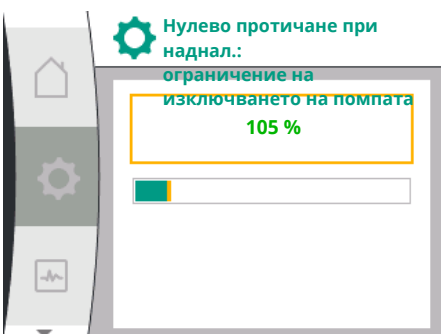 Нулево протичане при
наднал.:
ограничение на
изключването на помпата
105 %